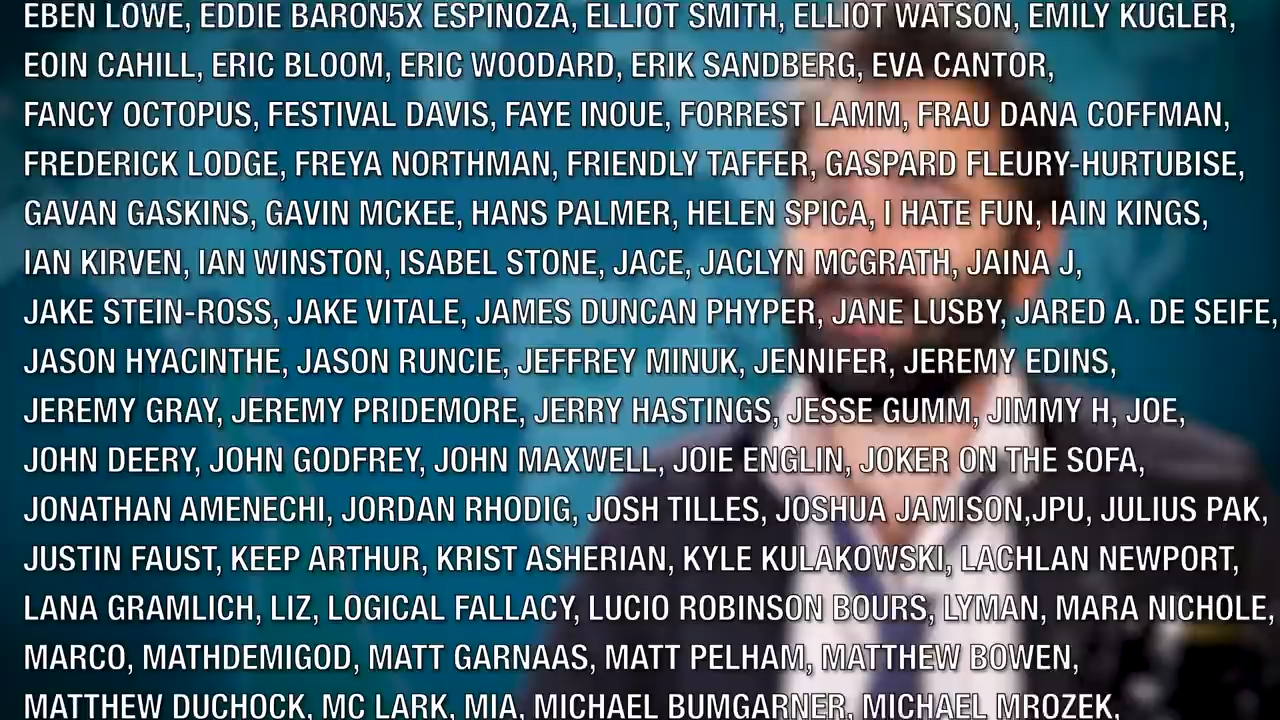 EBEN LOWE, EDDIE BARON5X ESPINOZA, ELLIOT SMITH, ELLIOT WATSON, EMILY KUGLER,
EOIN CAHILL, ERIC BLOOM, ERIC WOODARD, ERIK SANDBERG, EVA CANTOR,
FANCY OCTOPUS, FESTIVAL DAVIS, FAYE INOUE, FORREST LAMM, FRAU DANA COFFMAN,
FREDERICK LODGE, FREYA NORTHMAN, FRIENDLY TAFFER, GASPARD FLEURY-HURTUBISE,
GAVAN GASKINS, GAVIN MCKEE, HANS PALMER, HELEN SPICA, I HATE FUN, IAIN KINGS,
IAN KIRVEN, IAN WINSTON, ISABEL STONE, JACE, JACLYN MCGRATH, JAINA J,
JAKE STEIN-ROSS, JAKE VITALE, JAMES DUNCAN PHYPER, JANE LUSBY, JARED A. DE SEIFE,
JASON HYACINTHE, JASON RUNCIE, JEFFREY MINUK, JENNIFER, JEREMY EDINS,
JEREMY GRAY, JEREMY PRIDEMORE, JERRY HASTINGS, JESSE GUMM, JIMMY H, JOE,
JOHN DEERY, JOHN GODFREY, JOHN MAXWELL, JOIE ENGLIN, JOKER ON THE SOFA,
JONATHAN AMENECHI, JORDAN RHODIG, JOSH TILLES, JOSHUA JAMISON,JPU, JULIUS PAK,
JUSTIN FAUST, KEEP ARTHUR, KRIST ASHERIAN, KYLE KULAKOWSKI, LACHLAN NEWPORT,
LANA GRAMLICH, LIZ, LOGICAL FALLACY, LUCIO ROBINSON BOURS, LYMAN, MARA NICHOLE,
MARCO, MATHDEMIGOD, MATT GARNAAS, MATT PELHAM, MATTHEW BOWEN,
MATTHEW DUCHOCK, MC LARK, MIA, MICHAEL BUMGARNER, MICHAEL MROZEK,